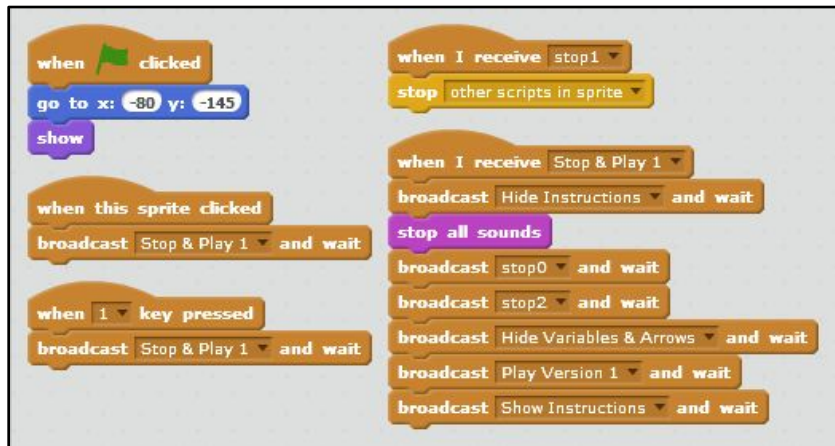 when clicked
go to x: -80 y: -145
show
when this sprite clicked
broadcast Stop & Play 1 and wait
when 1 key pressed
broadcast Stop & Play 1 and wait
when I receive stop1
stop other scripts in sprite
when I receive Stop & Play 1
broadcast Hide Instructions and wait
stop all sounds
broadcast stop0 and wait
broadcast stop2 and wait
broadcast Hide Variables & Arrows and wait
broadcast Play Version 1 and wait
broadcast Show Instructions and wait